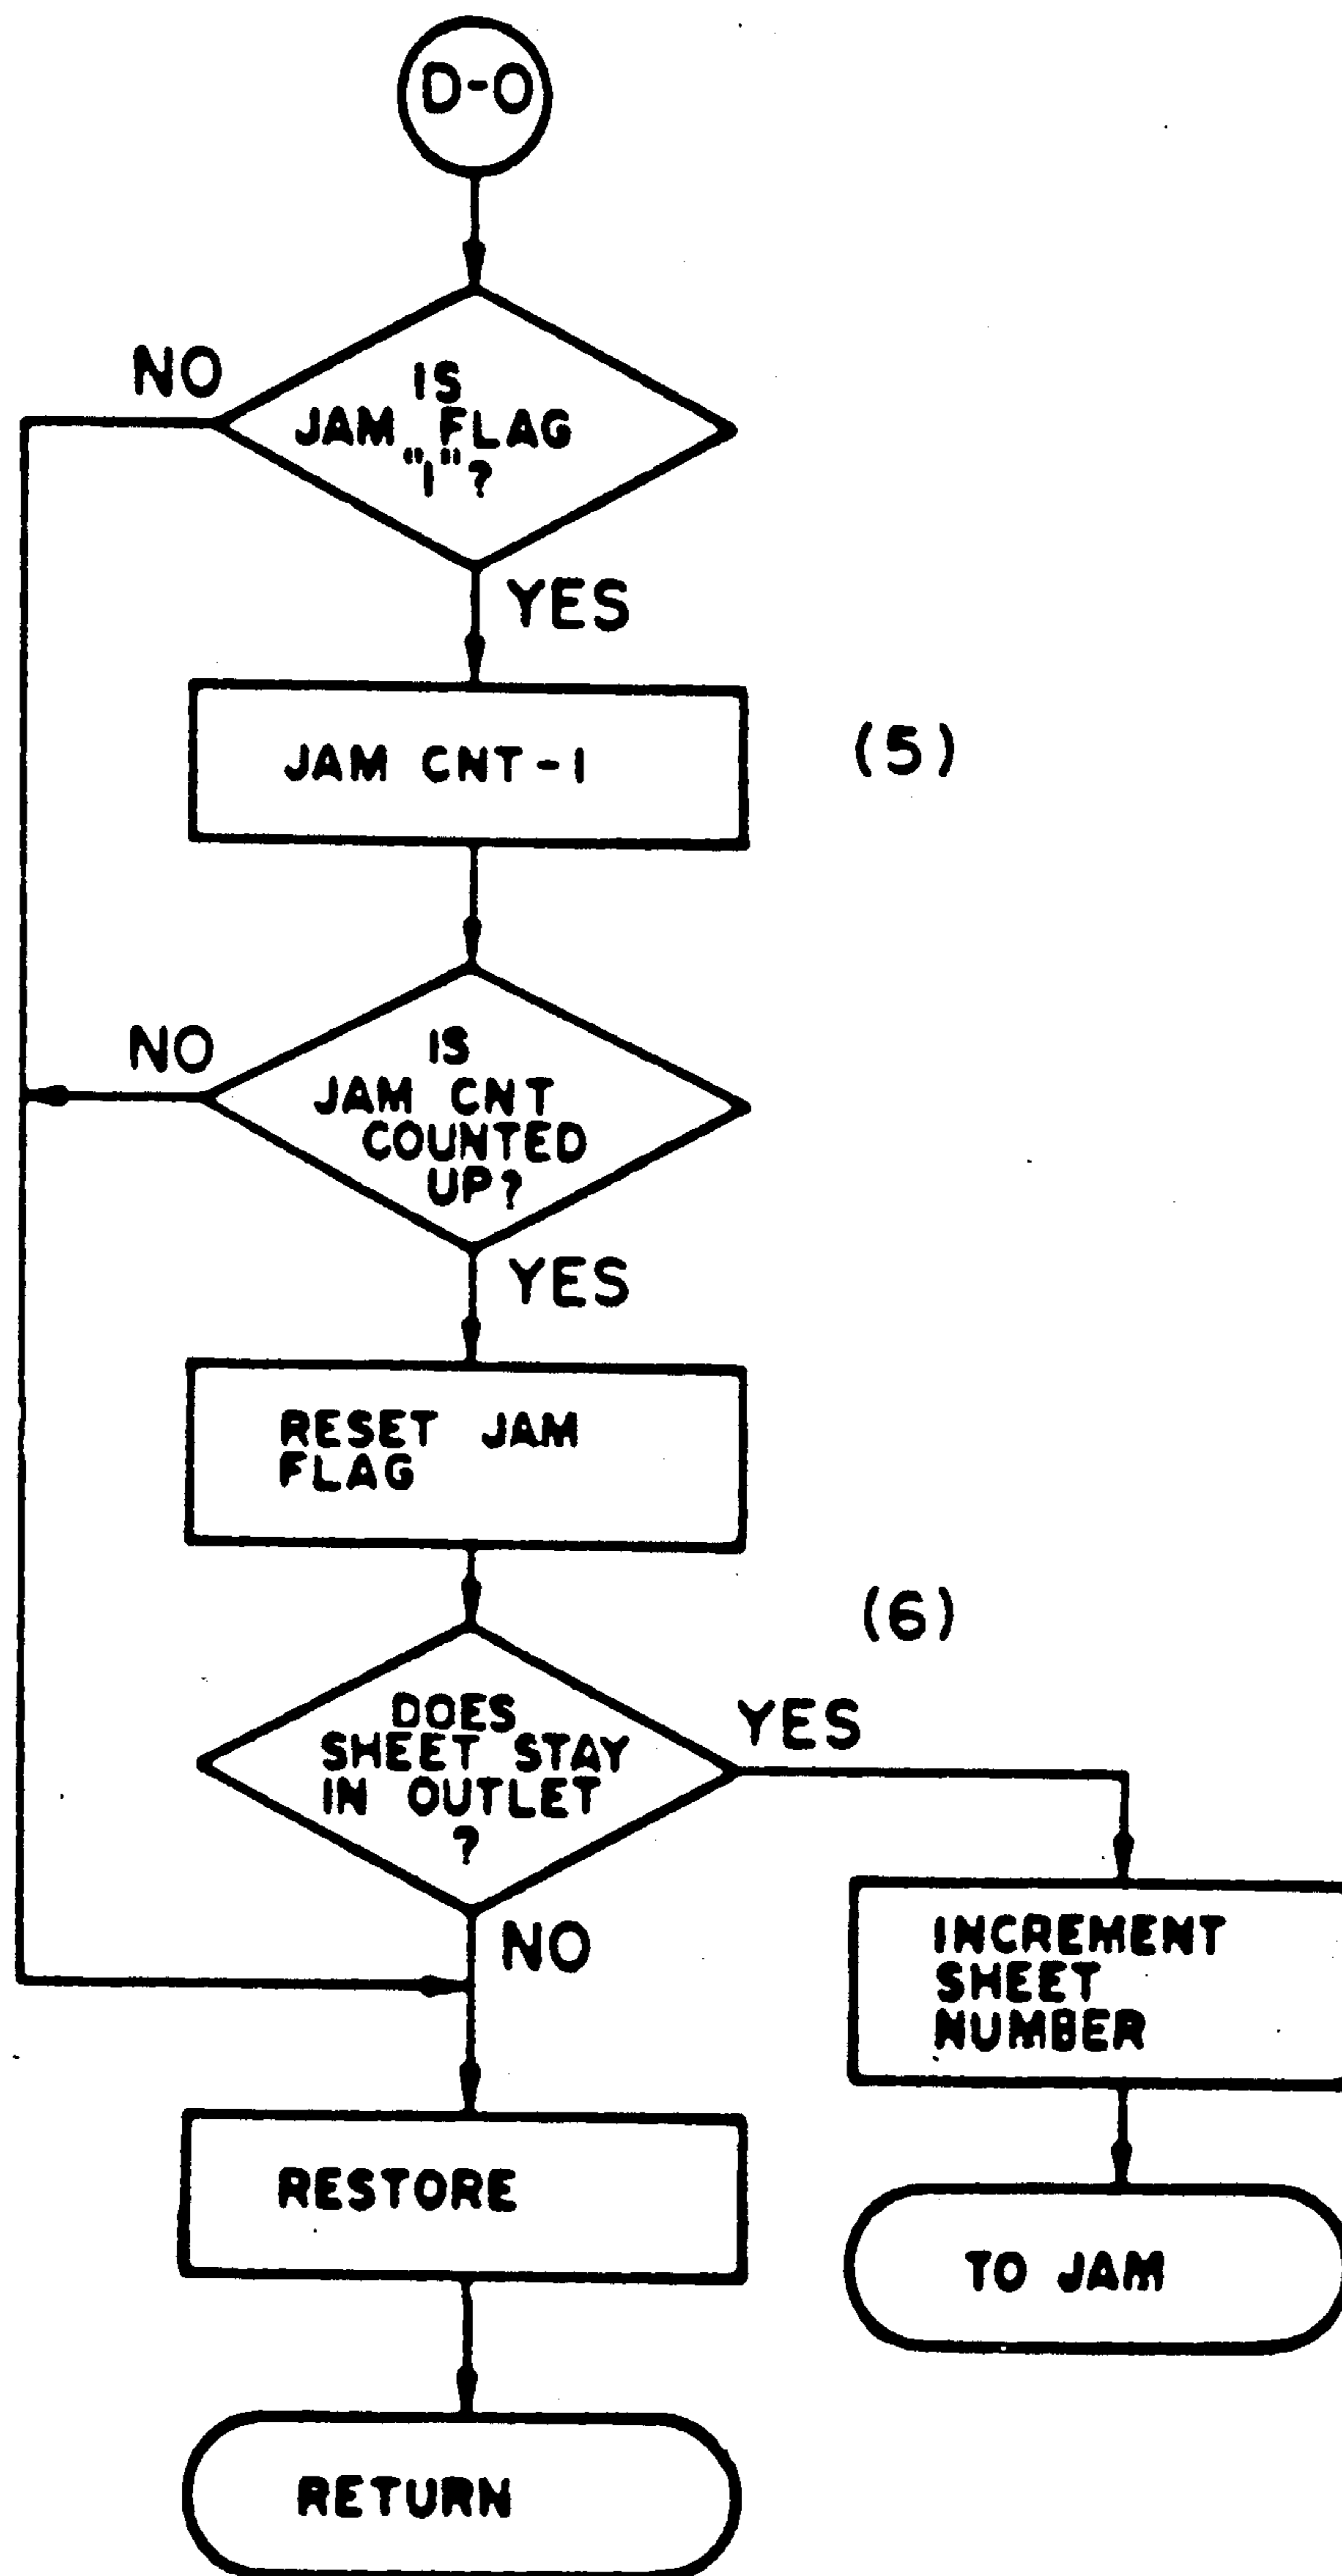 D-O
NO
IS
JAM FLAG
"1"?
YES
JAM CNT-1
(5)
NO
IS
JAM CNT
COUNTED
UP?
YES
RESET JAM
FLAG
(6)
DOES
SHEET STAY
IN OUTLET
?
YES
NO
INCREMENT
SHEET
NUMBER
RESTORE
TO JAM
RETURN